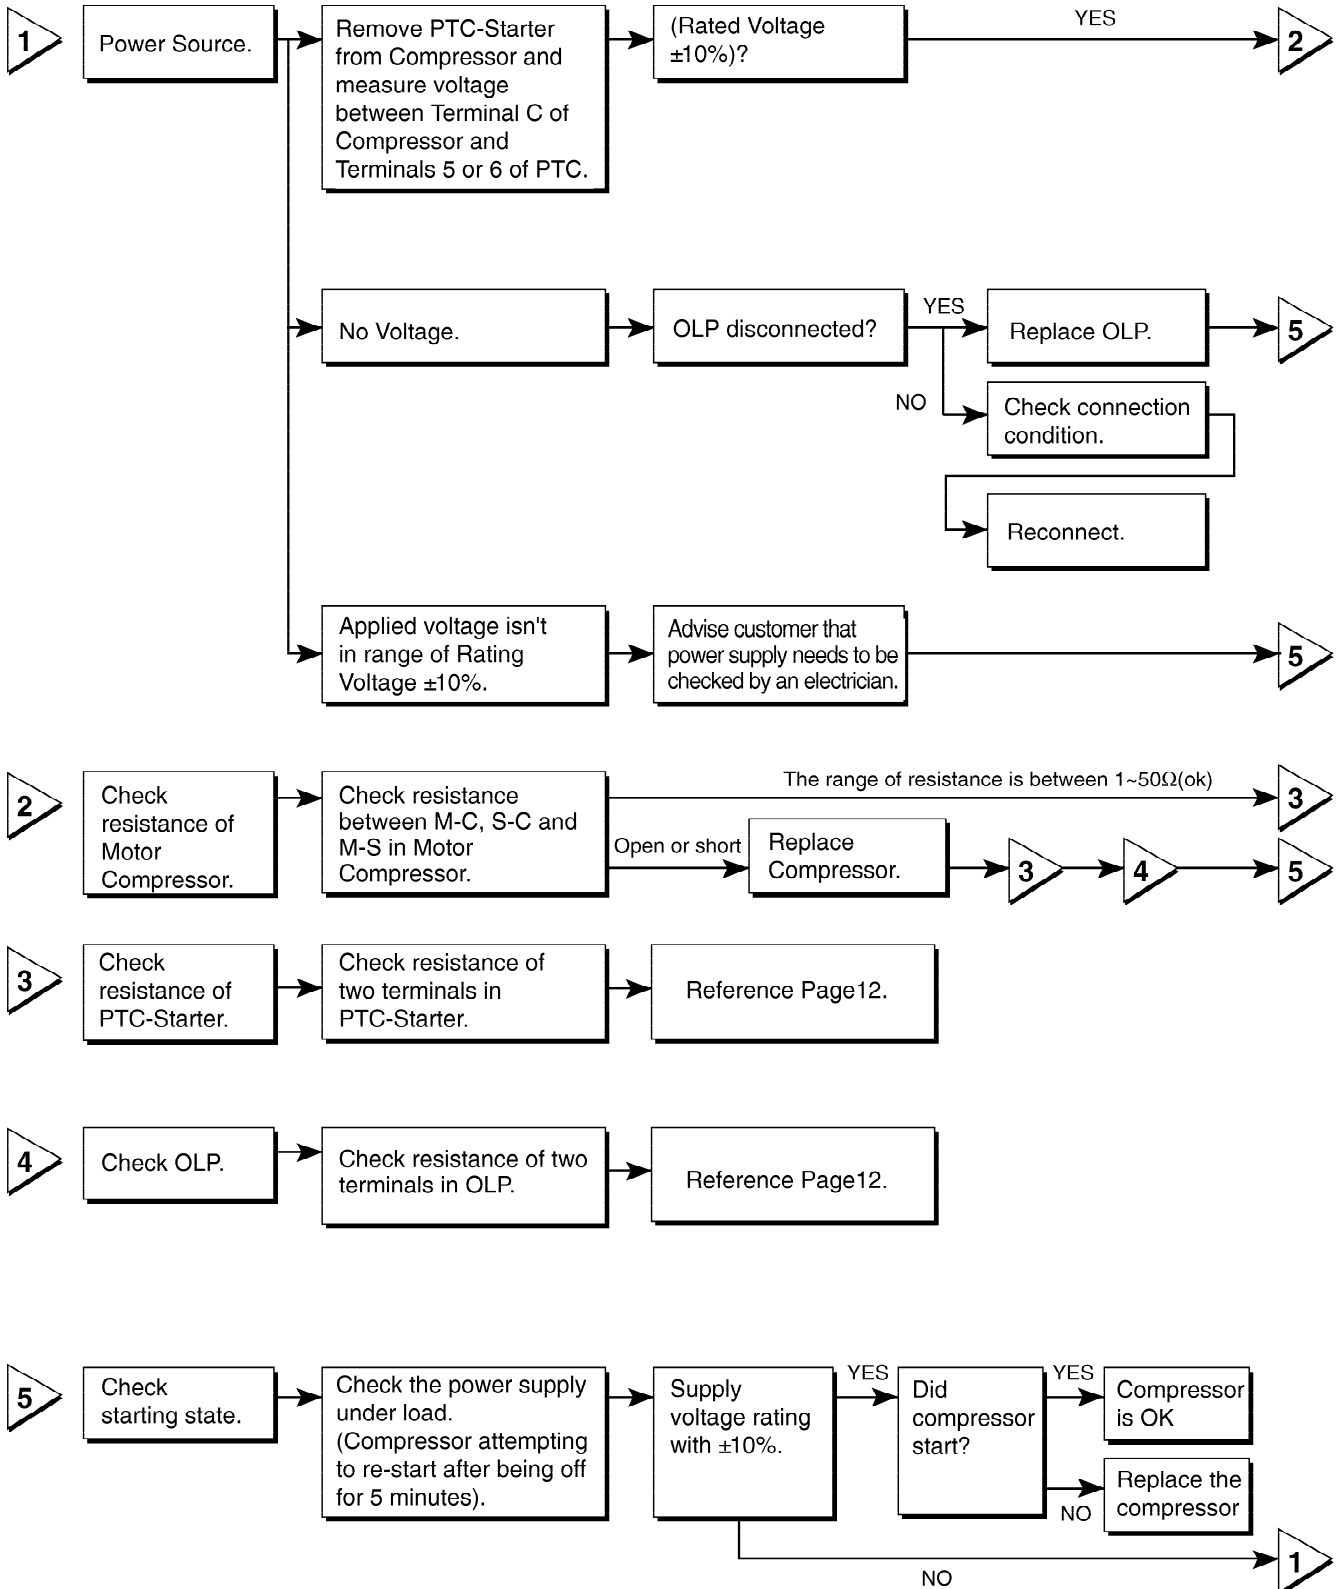 1
Power Source.
Remove PTC-Starter
from Compressor and
measure voltage
between Terminal C of
Compressor and
Terminals 5 or 6 of PTC.
(Rated Voltage
±10%)?
YES
2
No Voltage.
OLP disconnected?
YES
Replace OLP.
5
NO
Check connection
condition.
Reconnect.
Applied voltage isn't
in range of Rating
Voltage ±10%.
Advise customer that
power supply needs to be
checked by an electrician.
5
2
Check
resistance of
Motor
Compressor.
Check resistance
between M-C, S-C and
M-S in Motor
Compressor.
The range of resistance is between 1~50Ω(ok)
3
Open or short
Replace
Compressor.
3
4
5
3
Check
resistance of
PTC-Starter.
Check resistance of
two terminals in
PTC-Starter.
Reference Page12.
4
Check OLP.
Check resistance of two
terminals in OLP.
Reference Page12.
5
Check
starting state.
Check the power supply
under load.
(Compressor attempting
to re-start after being off
for 5 minutes).
Supply
voltage rating
with ±10%.
YES
Did
compressor
start?
YES
Compressor
is OK
NO
Replace the
compressor
NO
1